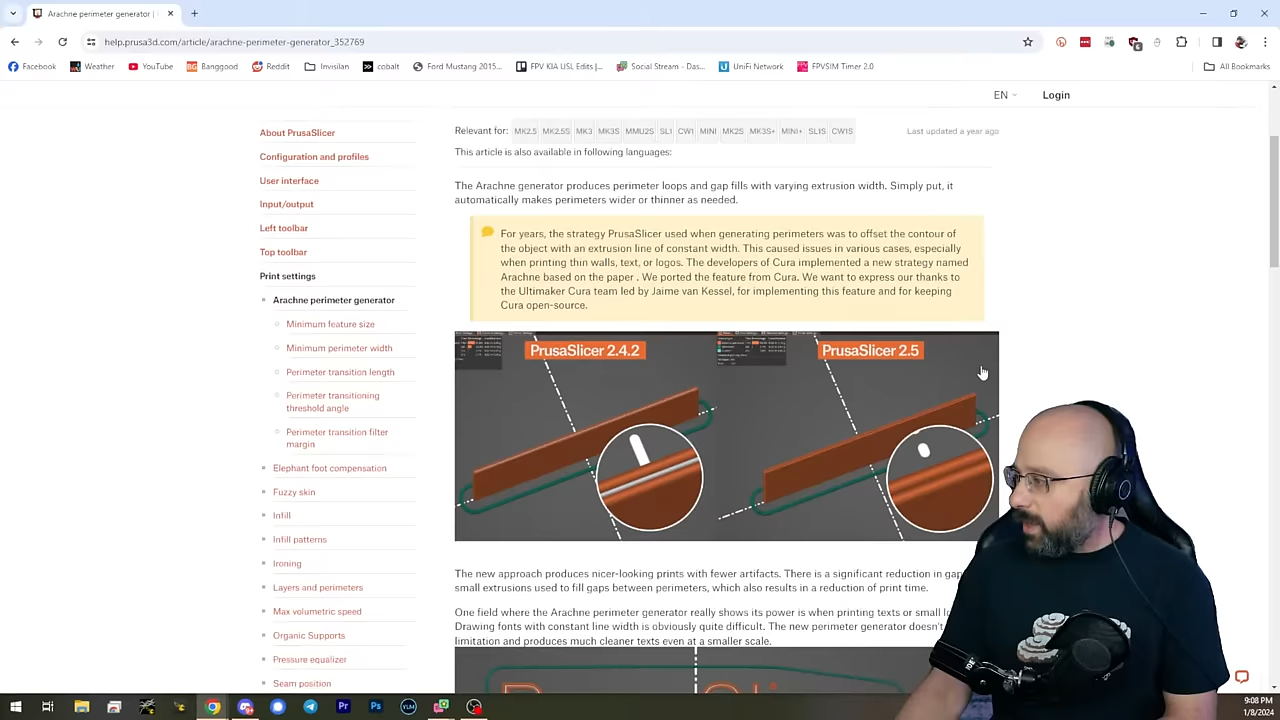 Arachne perimeter generator |
help.prusa3d.com/article/arachne-perimeter-generator_352769
Facebook
Weather
YouTube
Banggood
Reddit
Invisilan
cobalt
Ford Mustang 2015...
FPV KIA USL Edits |...
Social Stream - Das...
UniFi Network
FPVSIM Timer 2.0
All Bookmarks
EN
Login
About PrusaSlicer
Configuration and profiles
User interface
Input/output
Left toolbar
Top toolbar
Print settings
Arachne perimeter generator
Minimum feature size
Minimum perimeter width
Perimeter transition length
Perimeter transitioning
threshold angle
Perimeter transition filter
margin
Elephant foot compensation
Fuzzy skin
Infill
Infill patterns
Ironing
Layers and perimeters
Max volumetric speed
Organic Supports
Pressure equalizer
Seam position
Relevant for: MK2.5 MK2.5S MK3 MK3S MMU2S SL1 CW1 MINI MK2S MK3S+ MINI+ SL1S CW1S
Last updated a year ago
This article is also available in following languages:
The Arachne generator produces perimeter loops and gap fills with varying extrusion width. Simply put, it
automatically makes perimeters wider or thinner as needed.
For years, the strategy PrusaSlicer used when generating perimeters was to offset the contour of
the object with an extrusion line of constant width. This caused issues in various cases, especially
when printing thin walls, text, or logos. The developers of Cura implemented a new strategy named
Arachne based on the paper . We ported the feature from Cura. We want to express our thanks to
the Ultimaker Cura team led by Jaime van Kessel, for implementing this feature and for keeping
Cura open-source.
PrusaSlicer 2.4.2
PrusaSlicer 2.5
The new approach produces nicer-looking prints with fewer artifacts. There is a significant reduction in gap
small extrusions used to fill gaps between perimeters, which also results in a reduction of print time.
One field where the Arachne perimeter generator really shows its power is when printing texts or small
Drawing fonts with constant line width is obviously quite difficult. The new perimeter generator doesn't
limitation and produces much cleaner texts even at a smaller scale.
9:08 PM
1/8/2024